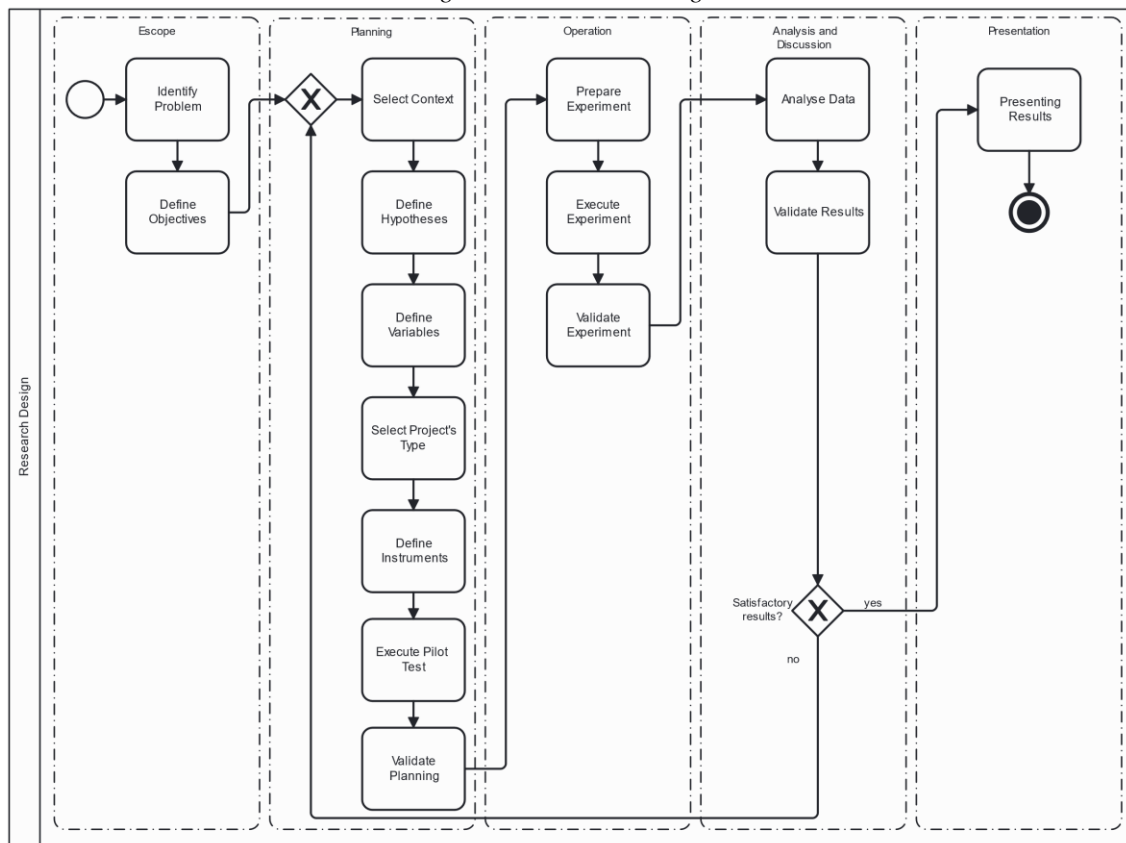 Research Design
Escope
Identify
Problem
Define
Objectives
Planning
X
Select Context
Define
Hypotheses
Define
Variables
Select Project's
Type
Define
Instruments
Execute Pilot
Test
Validate
Planning
Operation
Prepare
Experiment
Execute
Experiment
Validate
Experiment
Analysis and
Discussion
Analyse Data
Validate Results
Satisfactory
results?
X
yes
no
Presentation
Presenting
Results